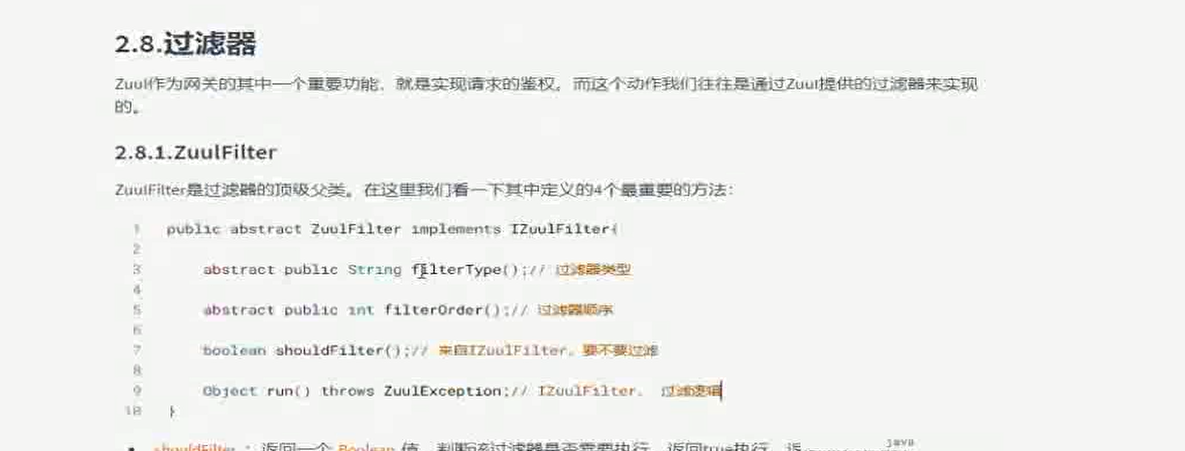 2.8.过滤器
Zuul作为网关的其中一个重要功能，就是实现请求的鉴权。而这个动作我们往往是通过Zuul提供的过滤器来实现
的。
2.8.1.ZuulFilter
ZuulFilter是过滤器的顶级父类。在这里我们看一下其中定义的4个最重要的方法：
1 public abstract ZuulFilter implements IZuulFilter{
2
3 abstract public String filterType();// 过滤器类型
4
5 abstract public int filterOrder();// 过滤器顺序
6
7 boolean shouldFilter();// 来自IZuulFilter，要不要过滤
8
9 Object run() throws ZuulException;// IZuulFilter， 过滤逻辑
10 }
java
• shouldFilter ：返回一个 Boolean 值，判断该过滤器是否需要执行。返回true执行，返